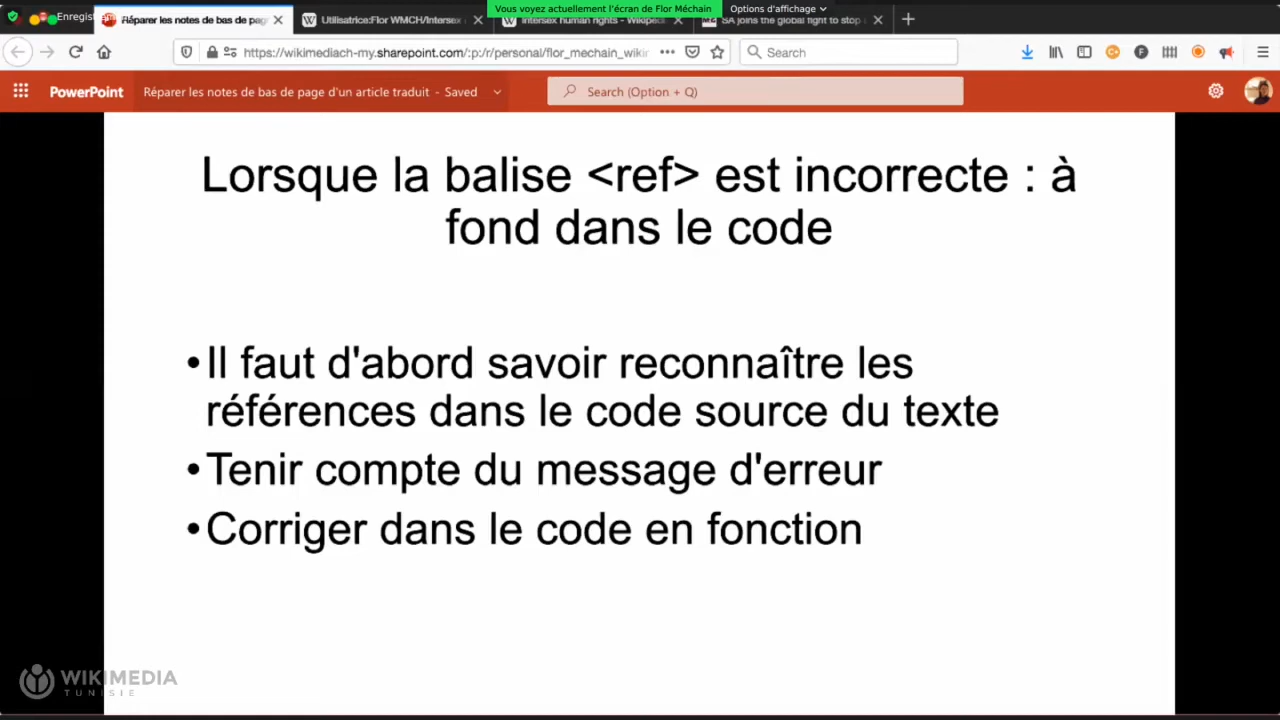 Vous voyez actuellement l'écran de Flor Méchain
Options d'affichage
Réparer les notes de bas de pag
Utilisatrice:Flor WMCH/Intersex
Intersex human rights - Wikiped
SA joins the global fight to stop
https://wikimediach-my.sharepoint.com/:p:/r/personal/flor_mechain_wiki
Search
PowerPoint
Réparer les notes de bas de page d'un article traduit - Saved
Search (Option + Q)
Lorsque la balise <ref> est incorrecte : à
fond dans le code
•Il faut d'abord savoir reconnaître les
références dans le code source du texte
•Tenir compte du message d'erreur
•Corriger dans le code en fonction
WIKIMEDIA
TUNISIE